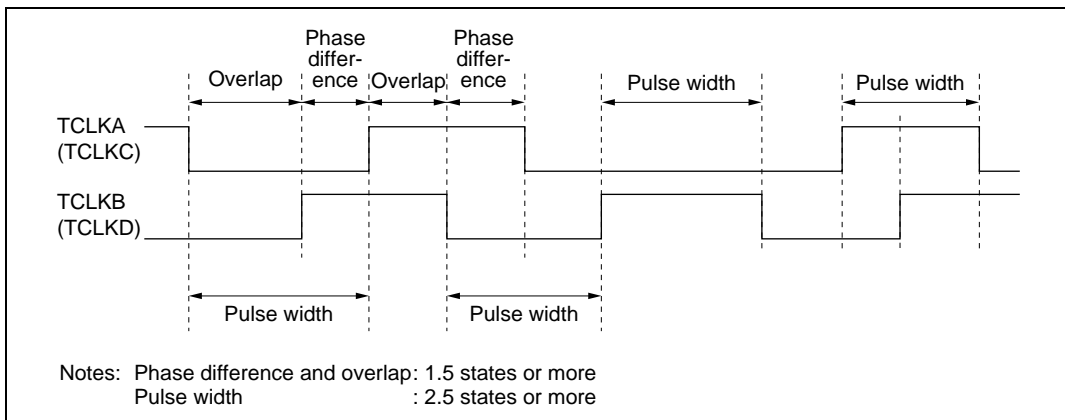 Phase
differ-
ence
Phase
differ-
ence
Overlap
Overlap
Pulse width
Pulse width
TCLKA
(TCLKC)
TCLKB
(TCLKD)
Pulse width
Pulse width
Notes: Phase difference and overlap : 1.5 states or more
Pulse width : 2.5 states or more